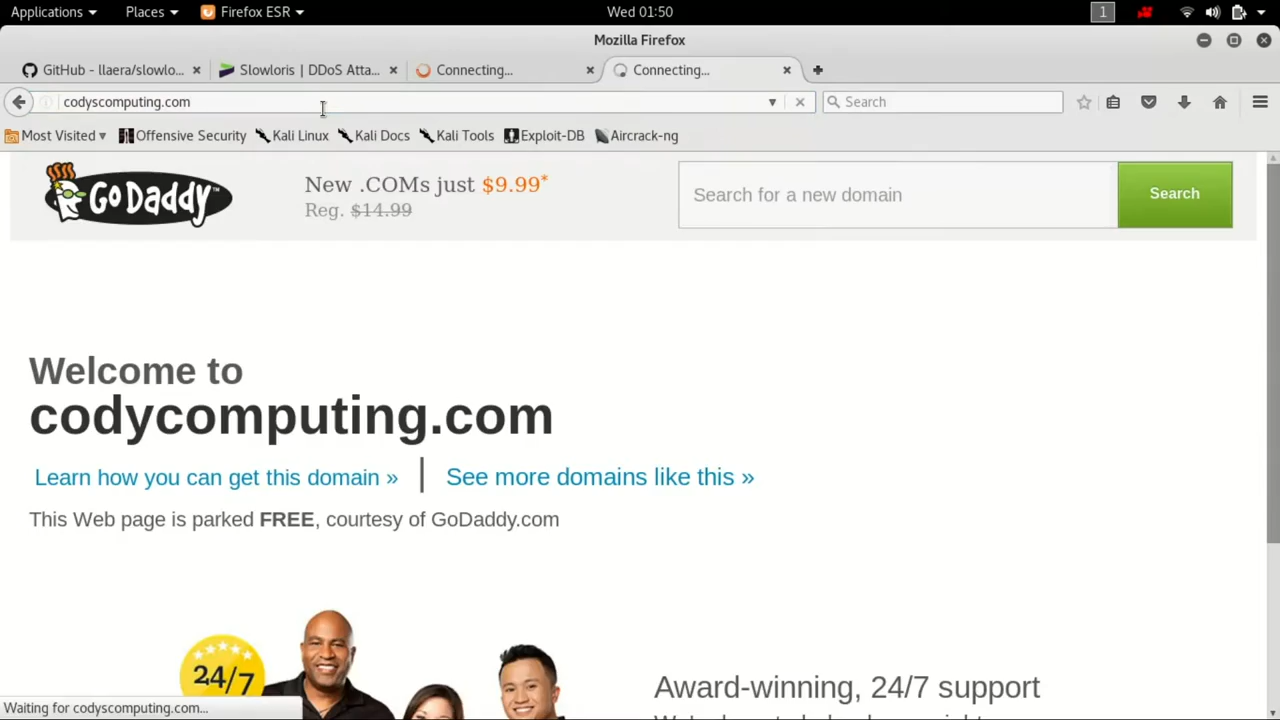 Applications Places Firefox ESR Wed 01:50 1
Mozilla Firefox
GitHub - llaera/slowlo... Slowloris | DDoS Atta... Connecting... Connecting...
codyscomputing.com Search
Most Visited Offensive Security Kali Linux Kali Docs Kali Tools Exploit-DB Aircrack-ng
GO DADDY™ New .COMs just $9.99* Search for a new domain Search
Reg. $14.99
Welcome to
codycomputing.com
Learn how you can get this domain » | See more domains like this »
This Web page is parked FREE, courtesy of GoDaddy.com
24/7
Award-winning, 24/7 support
Waiting for codyscomputing.com...